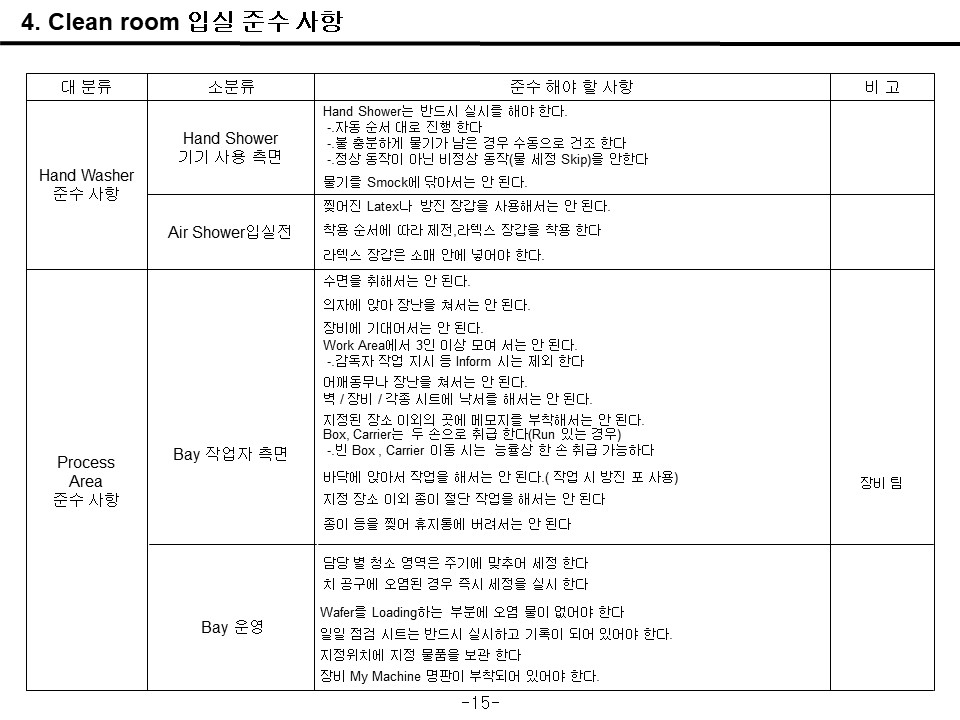 4. Clean room 입실 준수 사항
대 분류
소분류
준수 해야 할 사항
비 고
Hand Washer
준수 사항
Hand Shower
기기 사용 측면
Hand Shower는 반드시 실시를 해야 한다.
-.자동 순서 대로 진행 한다
-.불 충분하게 물기가 남은 경우 수동으로 건조 한다
-.정상 동작이 아닌 비정상 동작(물 세정 Skip)을 안한다
물기를 Smock에 닦아서는 안 된다.
Air Shower입실전
찢어진 Latex나 방진 장갑을 사용해서는 안 된다.
착용 순서에 따라 제전,라텍스 장갑을 착용 한다
라텍스 장갑은 소매 안에 넣어야 한다.
Process
Area
준수 사항
Bay 작업자 측면
수면을 취해서는 안 된다.
의자에 앉아 장난을 쳐서는 안 된다.
장비에 기대어서는 안 된다.
Work Area에서 3인 이상 모여 서는 안 된다.
-.감독자 작업 지시 등 Inform 시는 제외 한다
어깨동무나 장난을 쳐서는 안 된다.
벽 / 장비 / 각종 시트에 낙서를 해서는 안 된다.
지정된 장소 이외의 곳에 메모지를 부착해서는 안 된다.
Box, Carrier는 두 손으로 취급 한다(Run 있는 경우)
-.빈 Box , Carrier 이동 시는 능률상 한 손 취급 가능하다
바닥에 앉아서 작업을 해서는 안 된다.( 작업 시 방진 포 사용)
지정 장소 이외 종이 절단 작업을 해서는 안 된다
종이 등을 찢어 휴지통에 버려서는 안 된다
장비 팀
Bay 운영
담당 별 청소 영역은 주기에 맞추어 세정 한다
치 공구에 오염된 경우 즉시 세정을 실시 한다
Wafer를 Loading하는 부분에 오염 물이 없어야 한다
일일 점검 시트는 반드시 실시하고 기록이 되어 있어야 한다.
지정위치에 지정 물품을 보관 한다
장비 My Machine 명판이 부착되어 있어야 한다.
-15-